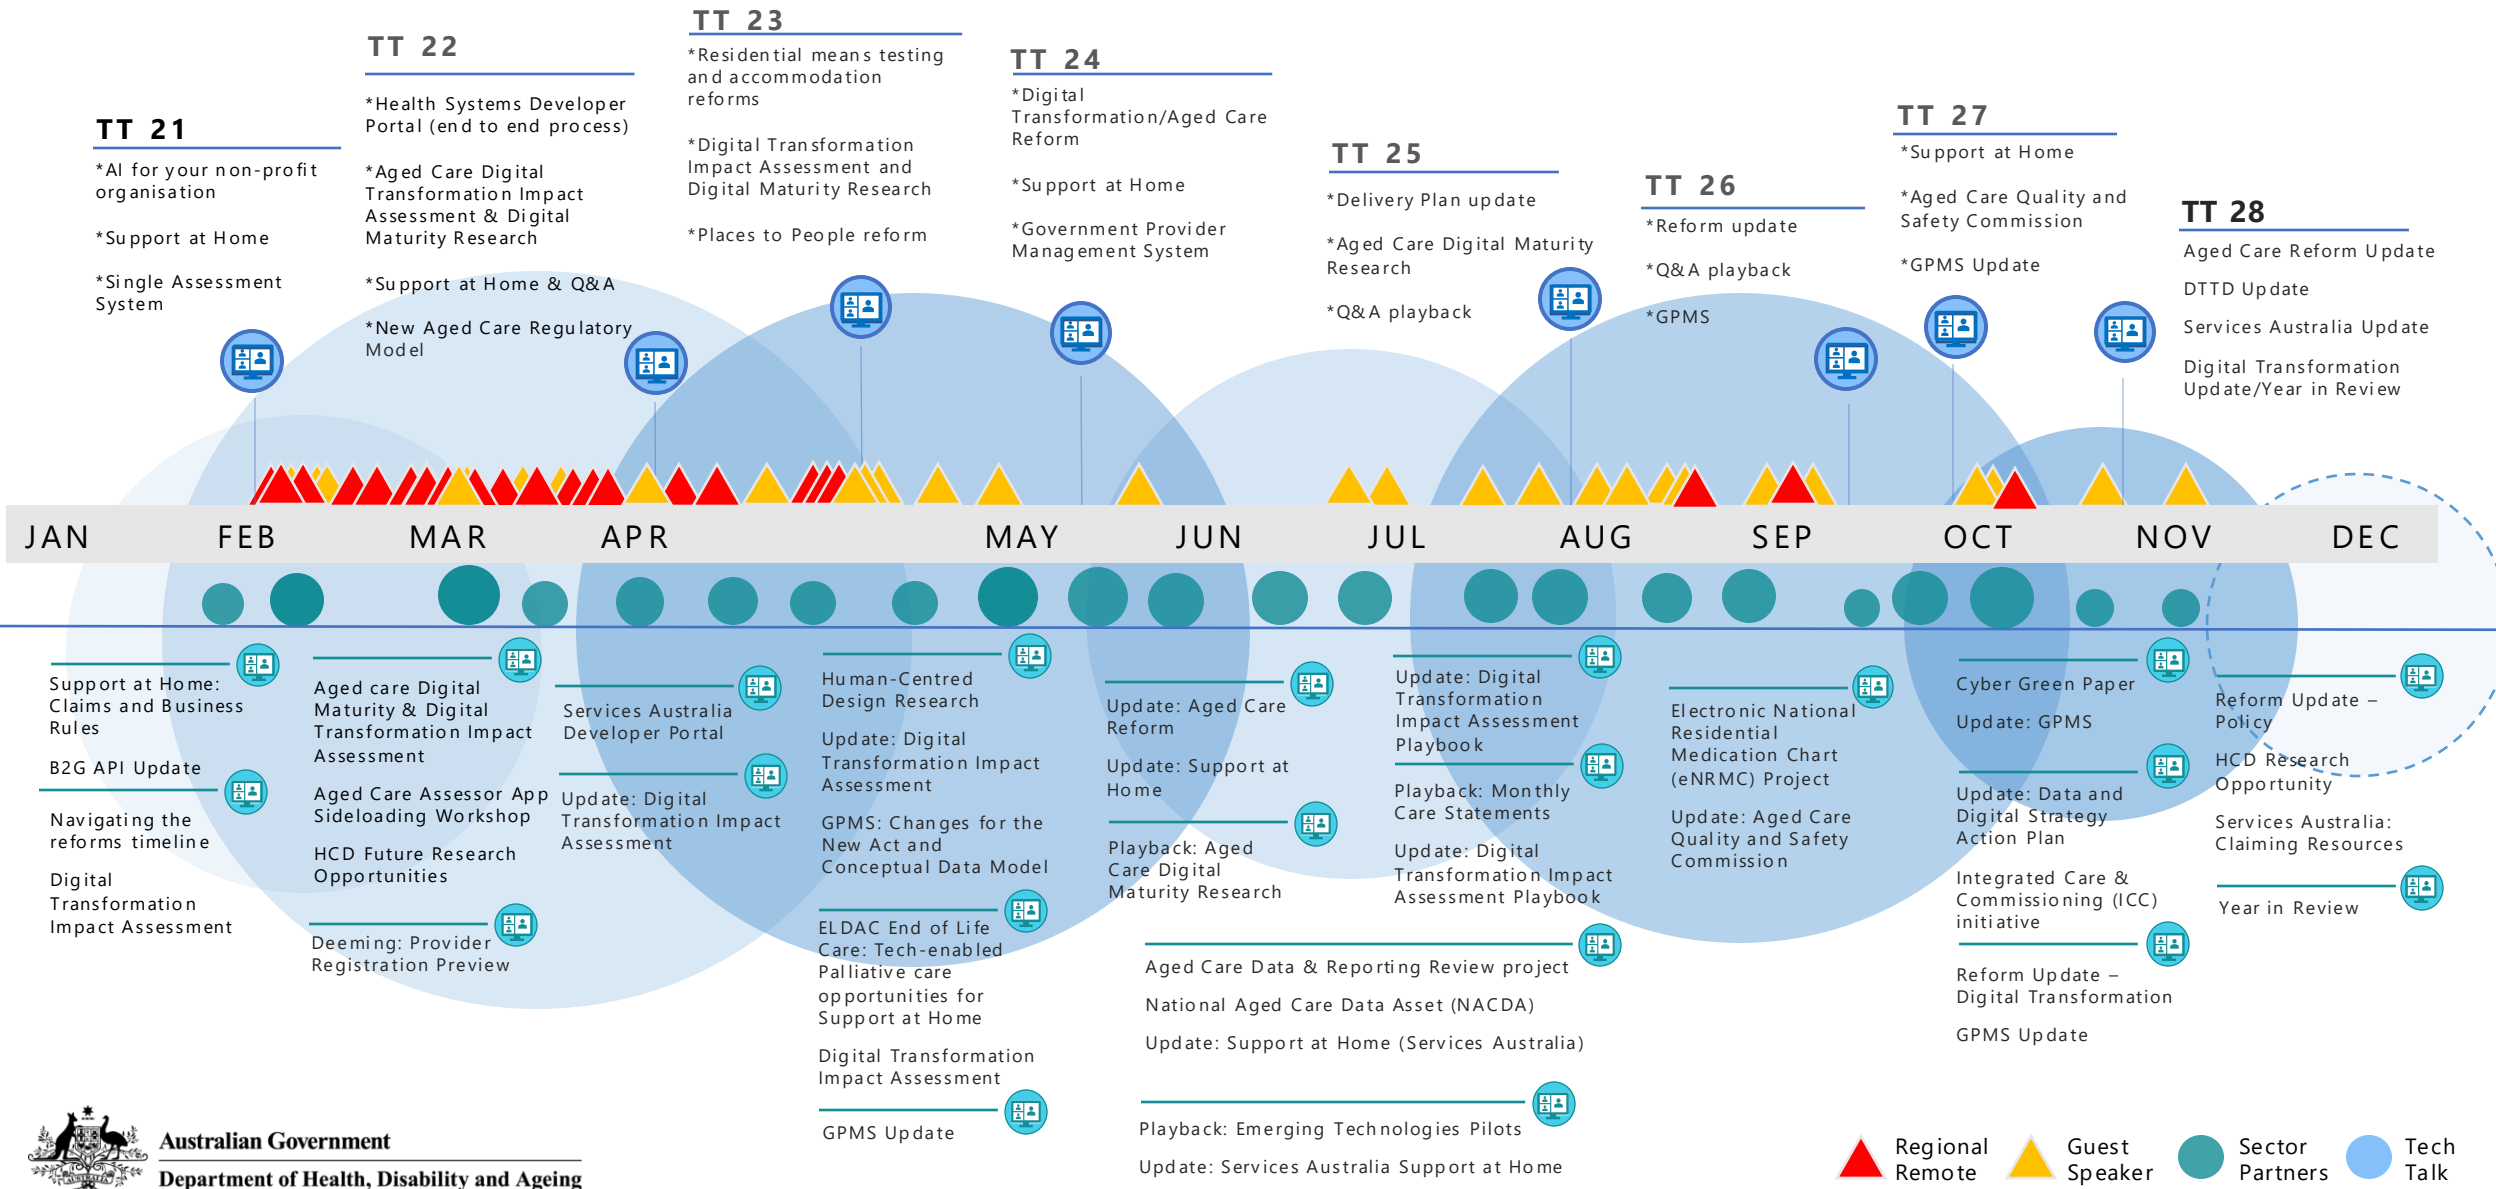 TT 21
*AI for your non-profit
organisation
*Support at Home
*Single Assessment
System
TT 22
*Health Systems Developer
Portal (end to end process)
*Aged Care Digital
Transformation Impact
Assessment & Digital
Maturity Research
*Support at Home & Q&A
*New Aged Care Regulatory
Model
TT 23
*Residential means testing
and accommodation
reforms
*Digital Transformation
Impact Assessment and
Digital Maturity Research
*Places to People reform
TT 24
*Digital
Transformation/Aged Care
Reform
*Support at Home
*Government Provider
Management System
TT 25
*Delivery Plan update
*Aged Care Digital Maturity
Research
*Q&A playback
TT 26
*Reform update
*Q&A playback
*GPMS
TT 27
*Support at Home
*Aged Care Quality and
Safety Commission
*GPMS Update
TT 28
Aged Care Reform Update
DTTD Update
Services Australia Update
Digital Transformation
Update/Year in Review
JAN FEB MAR APR MAY JUN JUL AUG SEP OCT NOV DEC
Support at Home:
Claims and Business
Rules
B2G API Update
Navigating the
reforms timeline
Digital
Transformation
Impact Assessment
Aged care Digital
Maturity & Digital
Transformation Impact
Assessment
Aged Care Assessor App
Sideloading Workshop
HCD Future Research
Opportunities
Deeming: Provider
Registration Preview
Services Australia
Developer Portal
Update: Digital
Transformation Impact
Assessment
Human-Centred
Design Research
Update: Digital
Transformation Impact
Assessment
GPMS: Changes for the
New Act and
Conceptual Data Model
ELDAC End of Life
Care: Tech-enabled
Palliative care
opportunities for
Support at Home
Digital Transformation
Impact Assessment
GPMS Update
Update: Aged Care
Reform
Update: Support at
Home
Playback: Aged
Care Digital
Maturity Research
Update: Digital
Transformation
Impact Assessment
Playbook
Playback: Monthly
Care Statements
Update: Digital
Transformation Impact
Assessment Playbook
Aged Care Data & Reporting Review project
National Aged Care Data Asset (NACDA)
Update: Support at Home (Services Australia)
Playback: Emerging Technologies Pilots
Update: Services Australia Support at Home
Electronic National
Residential
Medication Chart
(eNRMC) Project
Update: Aged Care
Quality and Safety
Commission
Cyber Green Paper
Update: GPMS
Update: Data and
Digital Strategy
Action Plan
Integrated Care &
Commissioning (ICC)
initiative
Reform Update –
Digital Transformation
GPMS Update
Reform Update –
Policy
HCD Research
Opportunity
Services Australia:
Claiming Resources
Year in Review
AUSTRALIA
Australian Government
Department of Health, Disability and Ageing
Regional
Remote
Guest
Speaker
Sector
Partners
Tech
Talk